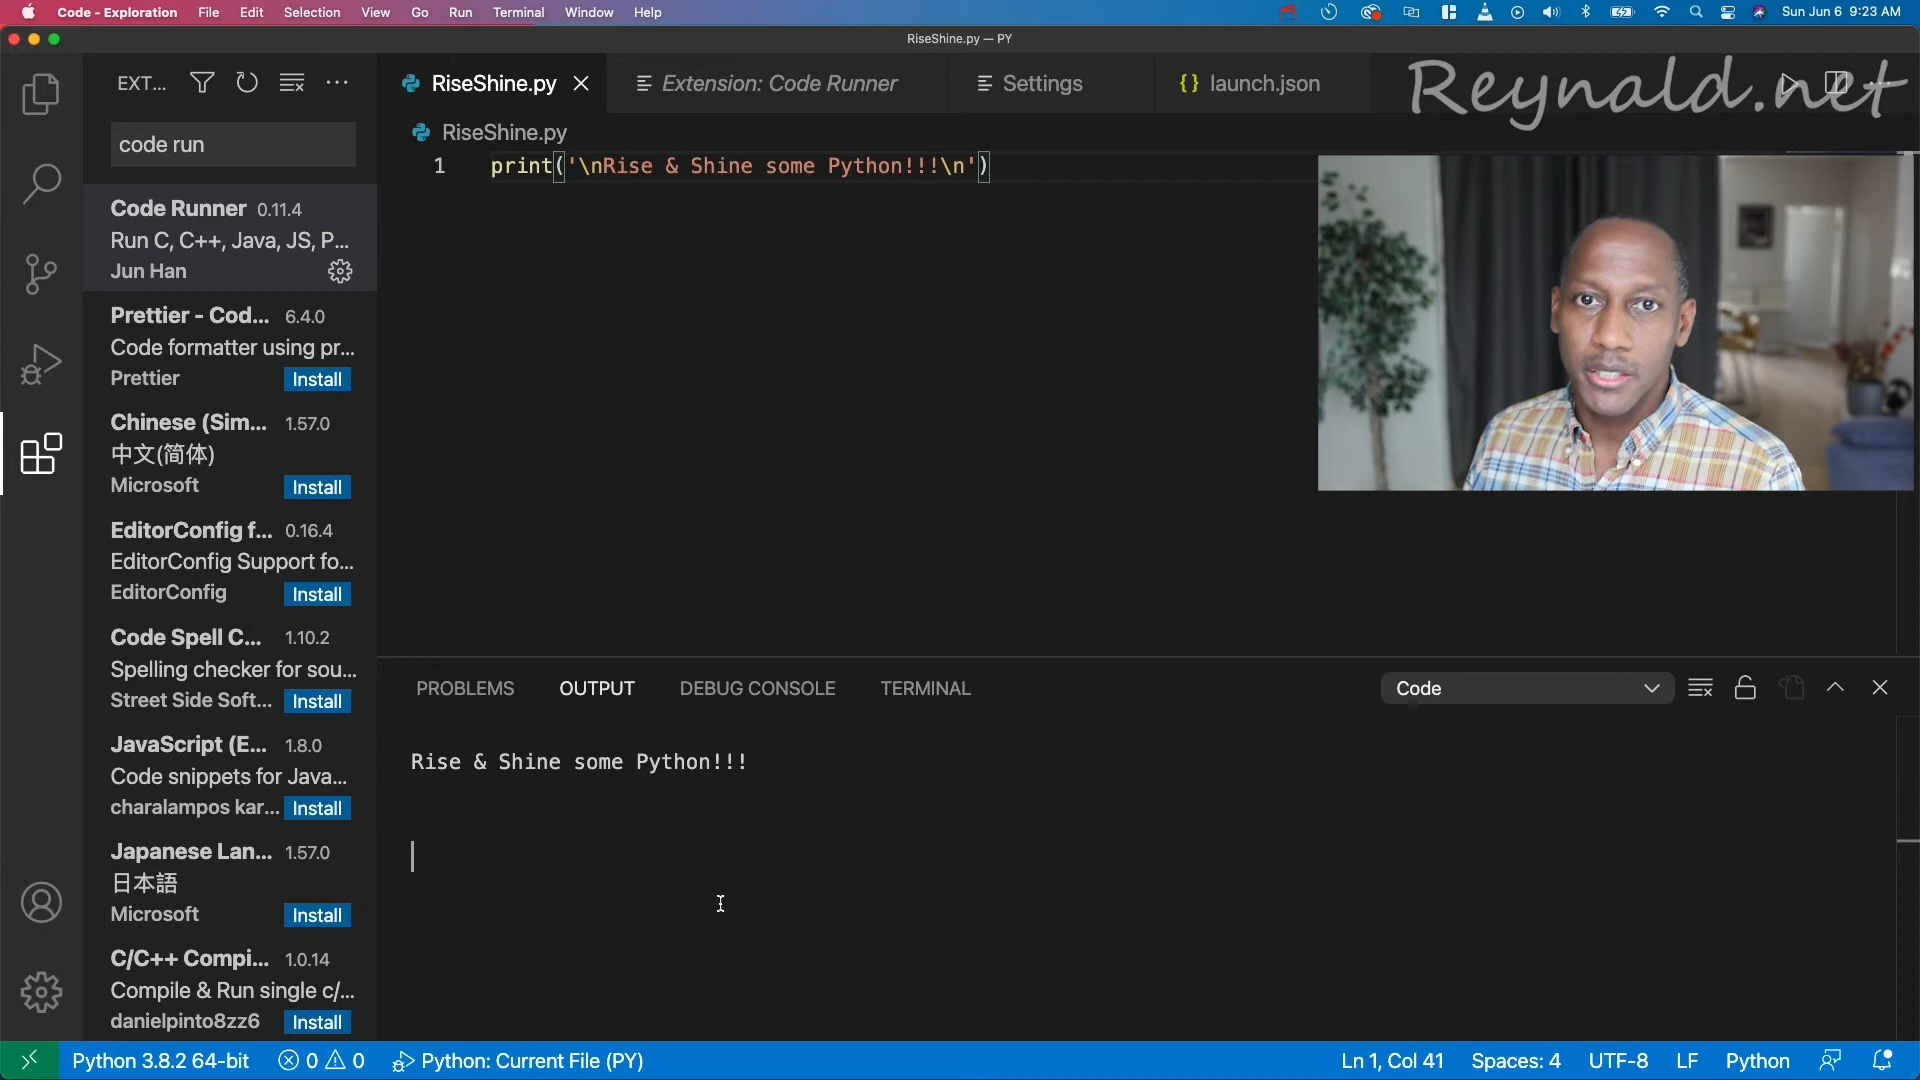 Code - Exploration File Edit Selection View Go Run Terminal Window Help Sun Jun 6 9:23 AM
RiseShine.py — PY
EXT... RiseShine.py Extension: Code Runner Settings {} launch.json
Reynald.net
RiseShine.py
code run
1 print('\nRise & Shine some Python!!!\n')
Code Runner 0.11.4
Run C, C++, Java, JS, P...
Jun Han
Prettier - Cod... 6.4.0
Code formatter using pr...
Prettier Install
Chinese (Sim... 1.57.0
中文(简体)
Microsoft Install
EditorConfig f... 0.16.4
EditorConfig Support fo...
EditorConfig Install
Code Spell C... 1.10.2
Spelling checker for sou...
Street Side Soft... Install
JavaScript (E... 1.8.0
Code snippets for Java...
charalampos kar... Install
Japanese Lan... 1.57.0
日本語
Microsoft Install
C/C++ Compi... 1.0.14
Compile & Run single c/...
danielpinto8zz6 Install
PROBLEMS OUTPUT DEBUG CONSOLE TERMINAL Code
Rise & Shine some Python!!!
Python 3.8.2 64-bit 0 0 Python: Current File (PY) Ln 1, Col 41 Spaces: 4 UTF-8 LF Python